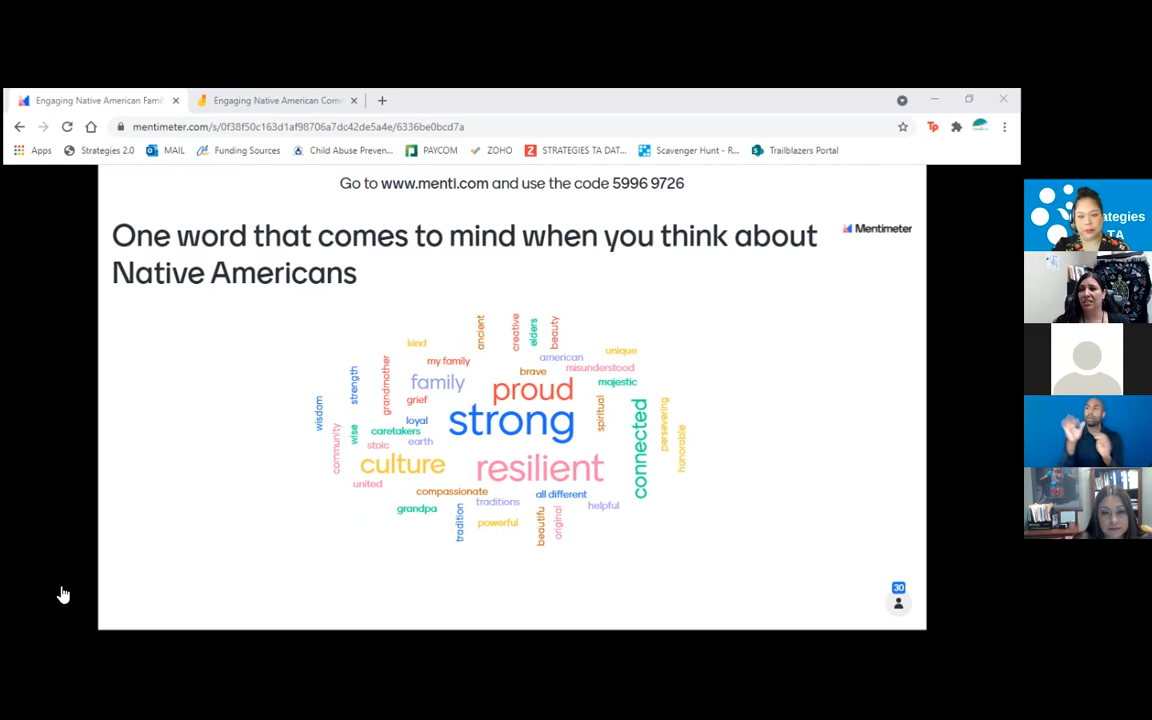 Engaging Native American Famil
Engaging Native American Comm
mentimeter.com/s/0f38f50c163d1af98706a7dc42de5a4e/6336be0bcd7a
Apps
Strategies 2.0
MAIL
Funding Sources
Child Abuse Preven...
PAYCOM
ZOHO
STRATEGIES TA DAT...
Scavenger Hunt - R...
Trailblazers Portal
Tp
Go to www.menti.com and use the code 5996 9726
One word that comes to mind when you think about
Native Americans
Mentimeter
ancient
creative
elders
beauty
kind
american
unique
my family
misunderstood
brave
strength
grandmother
family
proud
majestic
grief
spiritual
wisdom
loyal
strong
connected
persevering
honorable
community
wise
caretakers
stoic
earth
culture
resilient
united
compassionate
all different
grandpa
tradition
traditions
helpful
powerful
beautifu
original
30
ategies
TA